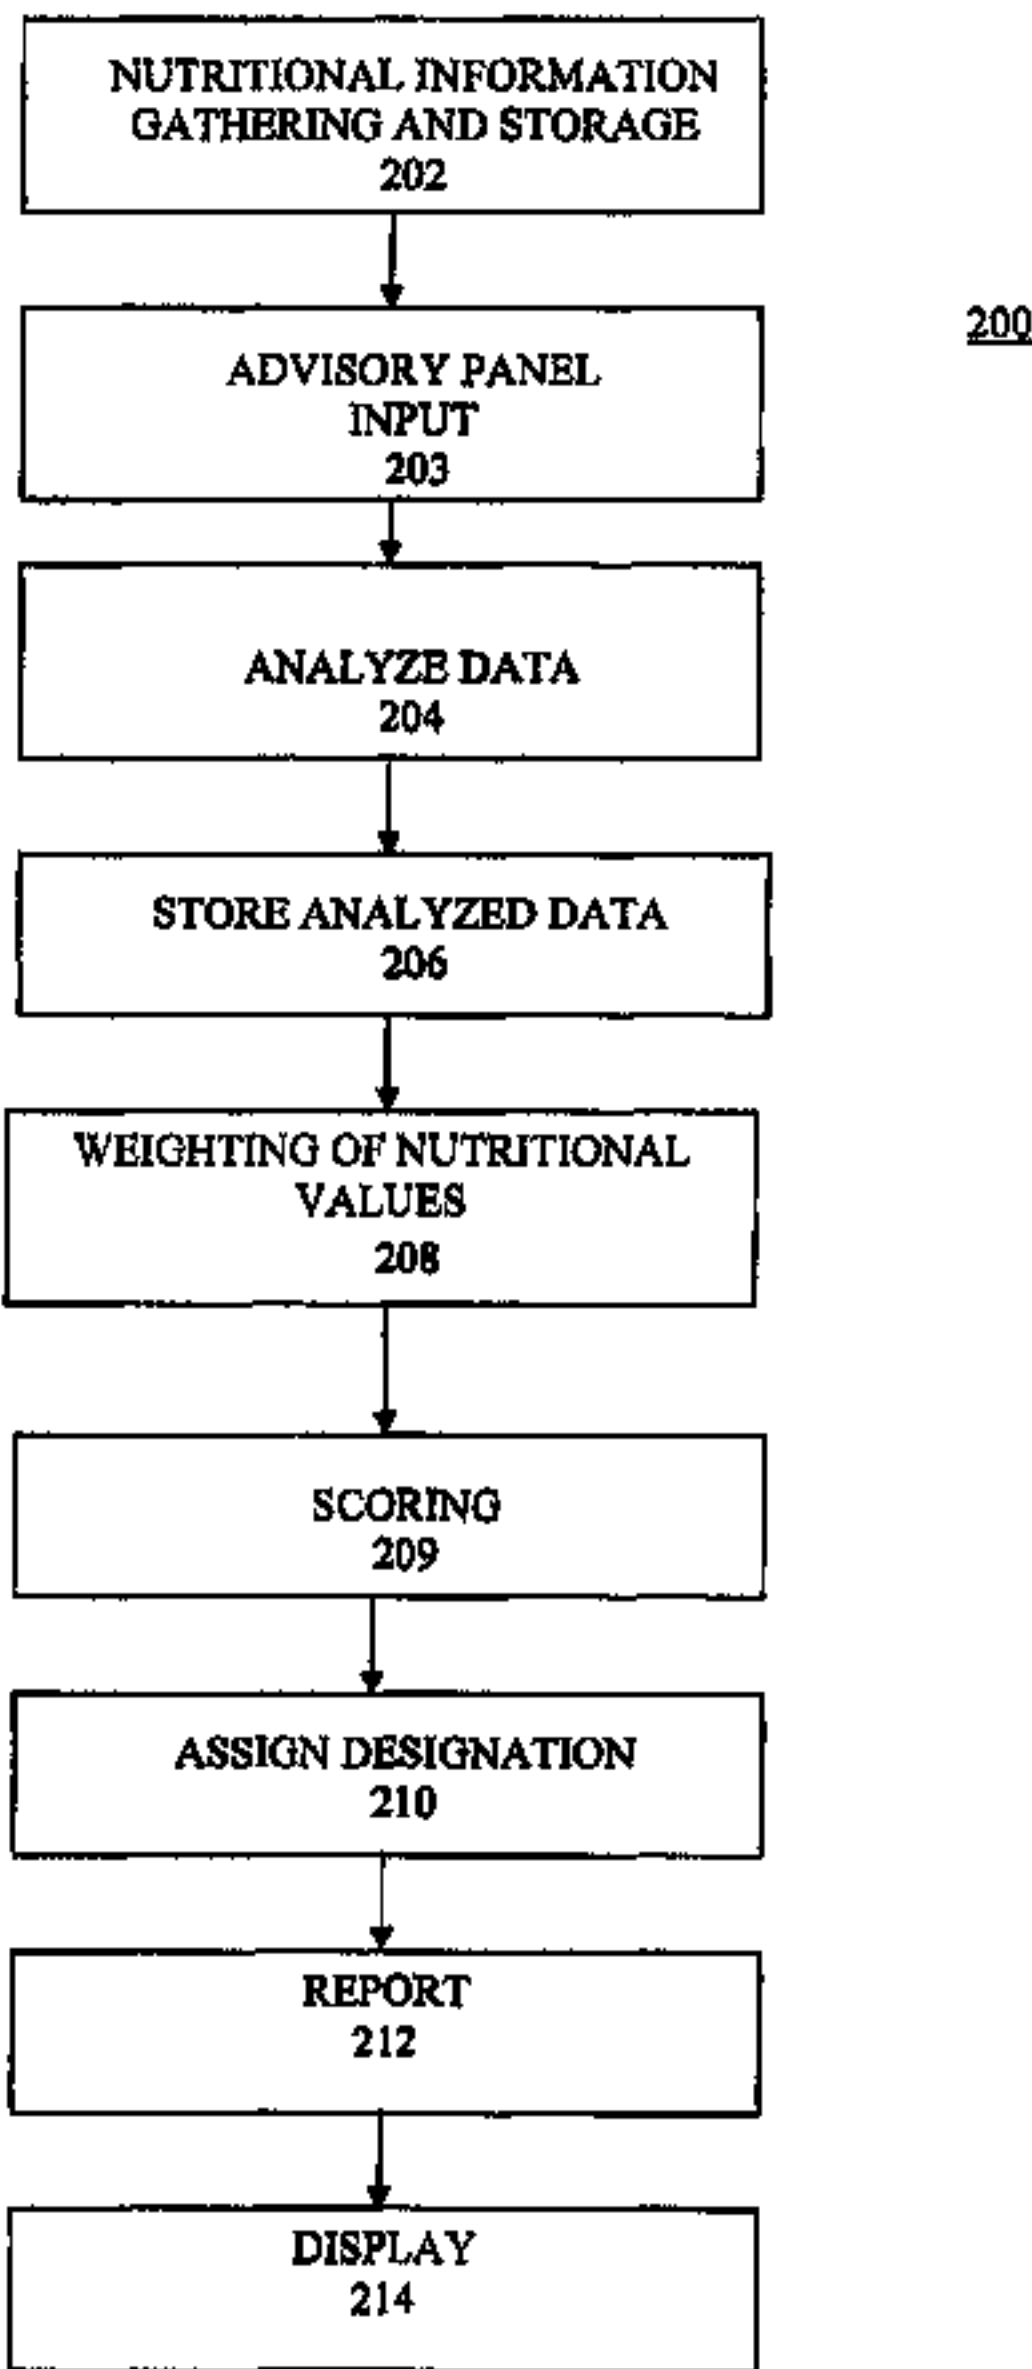 NUTRITIONAL INFORMATION
GATHERING AND STORAGE
202
200
ADVISORY PANEL
INPUT
203
ANALYZE DATA
204
STORE ANALYZED DATA
206
WEIGHTING OF NUTRITIONAL
VALUES
208
SCORING
209
ASSIGN DESIGNATION
210
REPORT
212
DISPLAY
214